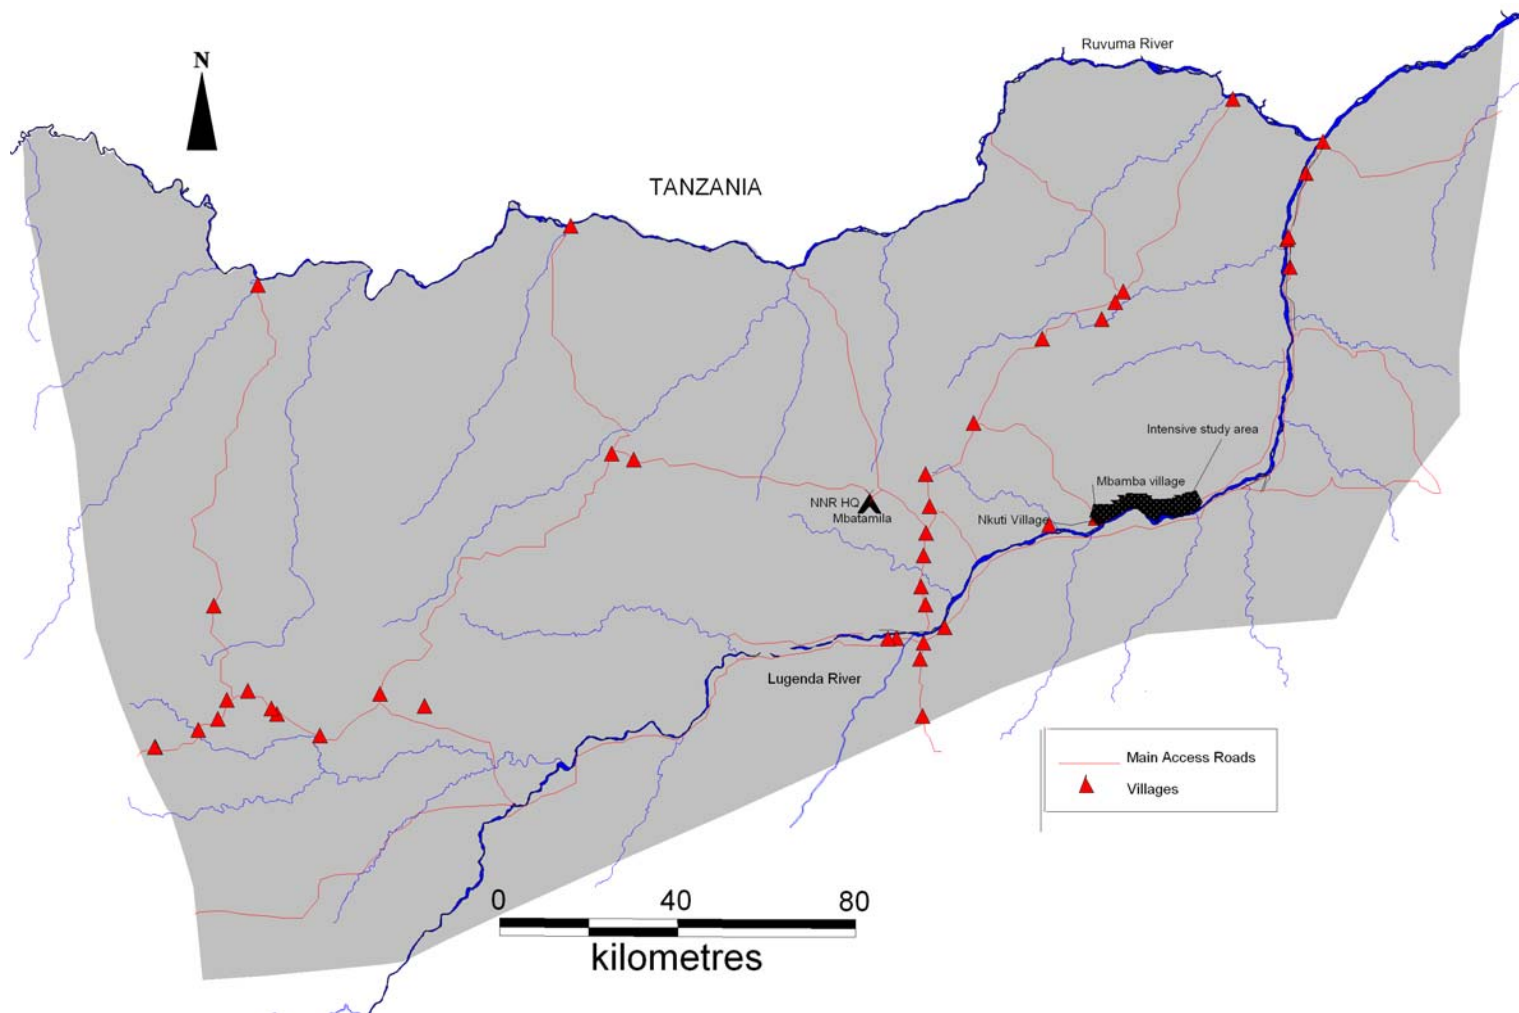 Ruvuma River
N
TANZANIA
Intensive study area
Mbamba village
NNR HQ
Mbatamila
Nkuti Village
Lugenda River
Main Access Roads
Villages
0 40 80
kilometres